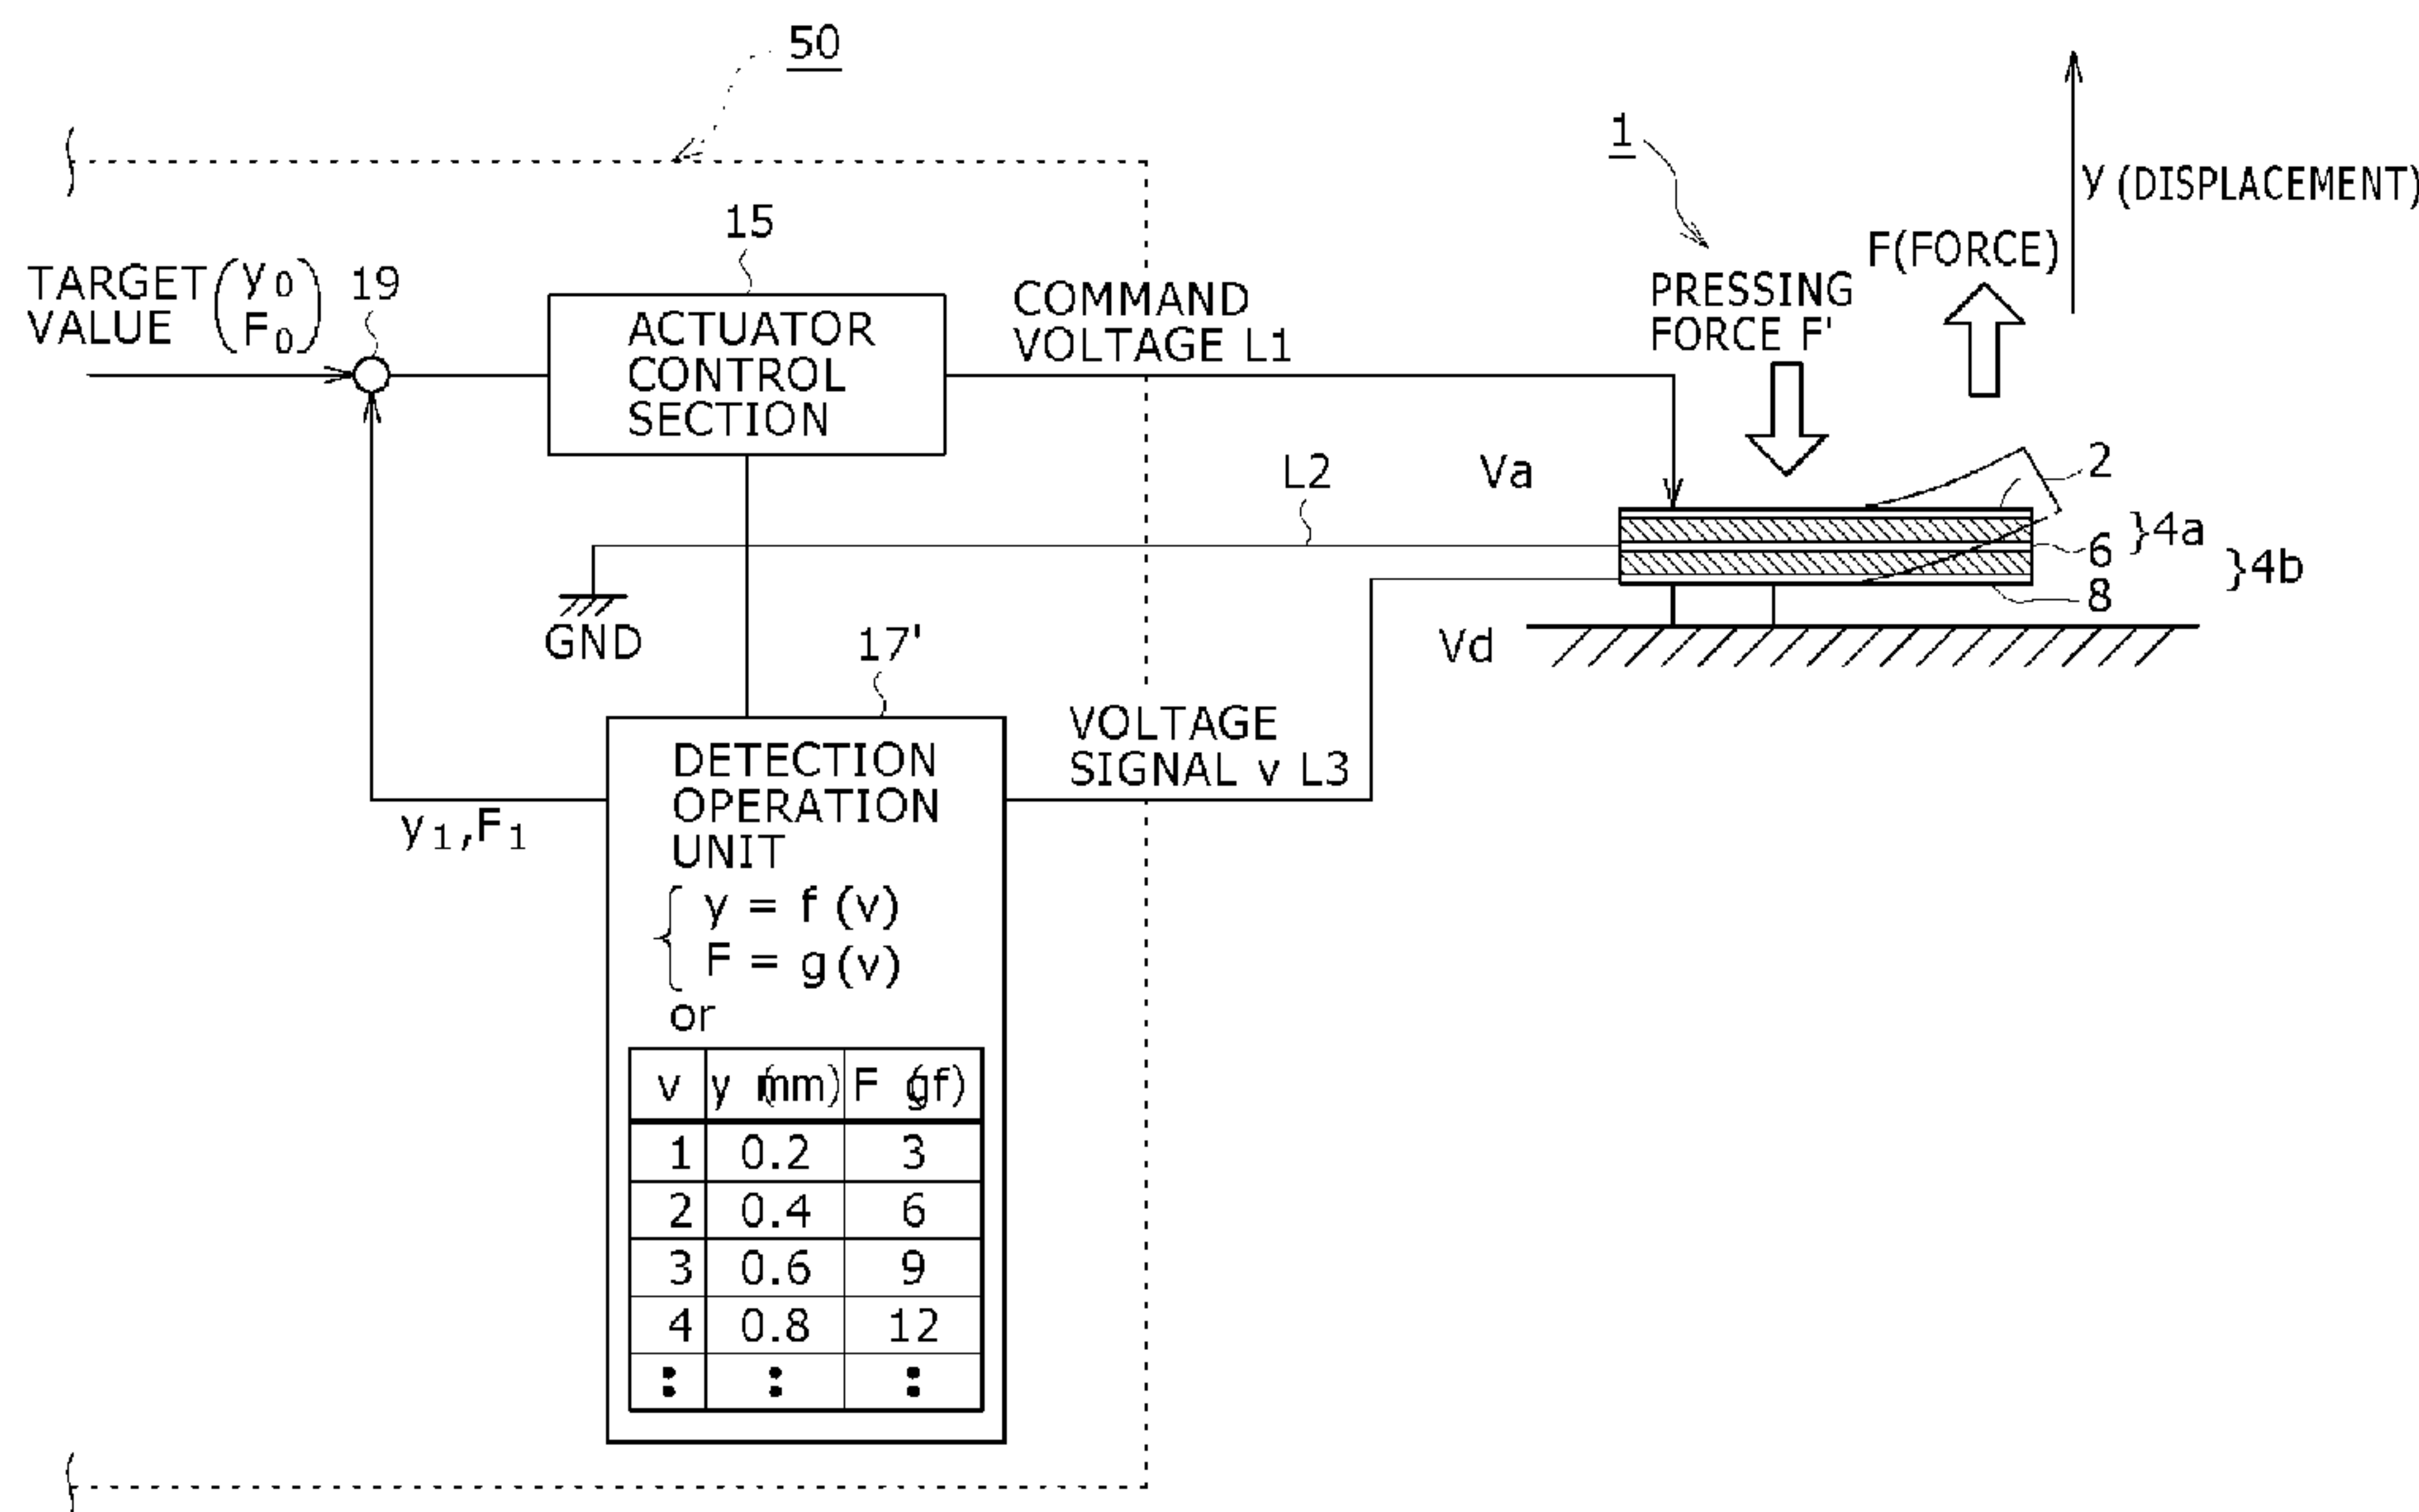 50
1
y (DISPLACEMENT)
15
F(FORCE)
TARGET
VALUE
y0
F0
19
PRESSING
FORCE F'
COMMAND
VOLTAGE L1
ACTUATOR
CONTROL
SECTION
L2
Va
2
4a
6
4b
8
GND
17'
Vd
VOLTAGE
SIGNAL v L3
DETECTION
OPERATION
UNIT
y1,F1
y = f (v)
F = g (v)
or
v y (mm) F (gf)
1 0.2 3
2 0.4 6
3 0.6 9
4 0.8 12
: : :